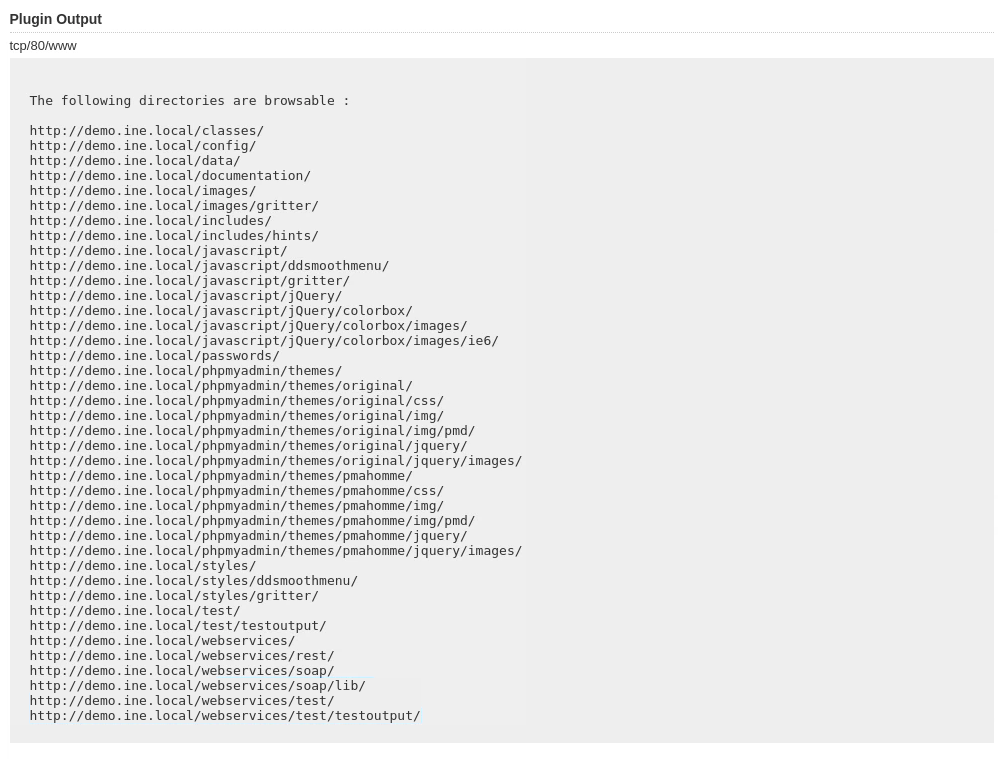 Plugin Output
tcp/80/www
The following directories are browsable :
http://demo.ine.local/classes/
http://demo.ine.local/config/
http://demo.ine.local/data/
http://demo.ine.local/documentation/
http://demo.ine.local/images/
http://demo.ine.local/images/gritter/
http://demo.ine.local/includes/
http://demo.ine.local/includes/hints/
http://demo.ine.local/javascript/
http://demo.ine.local/javascript/ddsmoothmenu/
http://demo.ine.local/javascript/gritter/
http://demo.ine.local/javascript/jQuery/
http://demo.ine.local/javascript/jQuery/colorbox/
http://demo.ine.local/javascript/jQuery/colorbox/images/
http://demo.ine.local/javascript/jQuery/colorbox/images/ie6/
http://demo.ine.local/passwords/
http://demo.ine.local/phpmyadmin/themes/
http://demo.ine.local/phpmyadmin/themes/original/
http://demo.ine.local/phpmyadmin/themes/original/css/
http://demo.ine.local/phpmyadmin/themes/original/img/
http://demo.ine.local/phpmyadmin/themes/original/img/pmd/
http://demo.ine.local/phpmyadmin/themes/original/jquery/
http://demo.ine.local/phpmyadmin/themes/original/jquery/images/
http://demo.ine.local/phpmyadmin/themes/pmahomme/
http://demo.ine.local/phpmyadmin/themes/pmahomme/css/
http://demo.ine.local/phpmyadmin/themes/pmahomme/img/
http://demo.ine.local/phpmyadmin/themes/pmahomme/img/pmd/
http://demo.ine.local/phpmyadmin/themes/pmahomme/jquery/
http://demo.ine.local/phpmyadmin/themes/pmahomme/jquery/images/
http://demo.ine.local/styles/
http://demo.ine.local/styles/ddsmoothmenu/
http://demo.ine.local/styles/gritter/
http://demo.ine.local/test/
http://demo.ine.local/test/testoutput/
http://demo.ine.local/webservices/
http://demo.ine.local/webservices/rest/
http://demo.ine.local/webservices/soap/
http://demo.ine.local/webservices/soap/lib/
http://demo.ine.local/webservices/test/
http://demo.ine.local/webservices/test/testoutput/